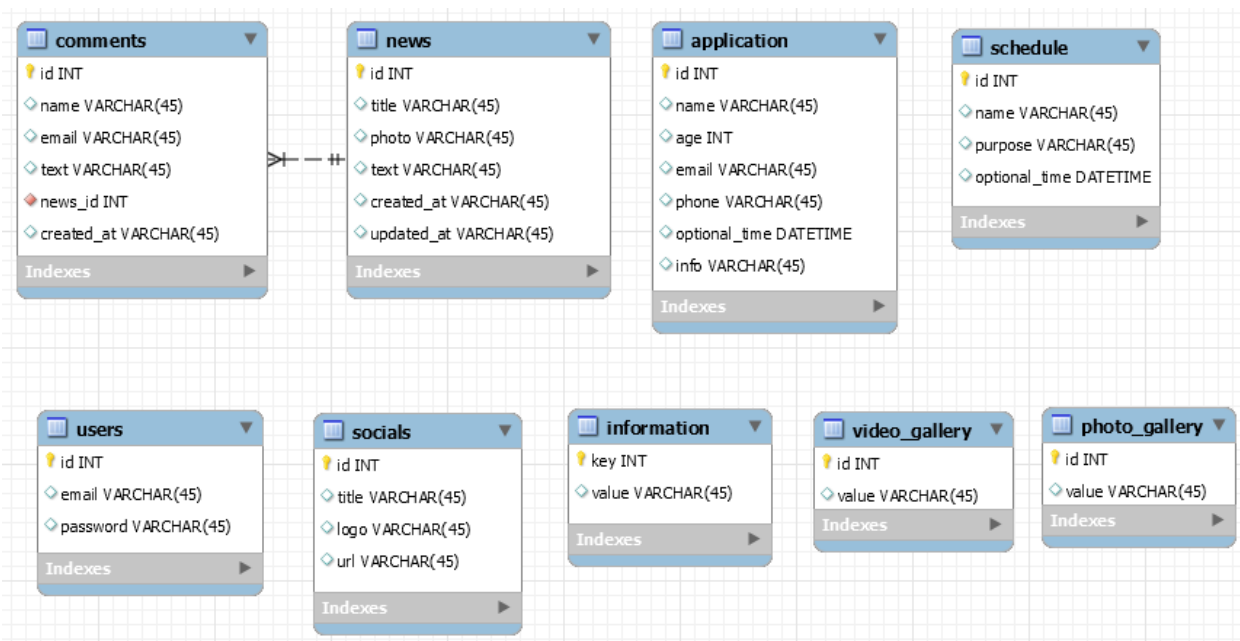 comments
id INT
name VARCHAR(45)
email VARCHAR(45)
text VARCHAR(45)
news_id INT
created_at VARCHAR(45)
Indexes
news
id INT
title VARCHAR(45)
photo VARCHAR(45)
text VARCHAR(45)
created_at VARCHAR(45)
updated_at VARCHAR(45)
Indexes
application
id INT
name VARCHAR(45)
age INT
email VARCHAR(45)
phone VARCHAR(45)
optional_time DATETIME
info VARCHAR(45)
Indexes
schedule
id INT
name VARCHAR(45)
purpose VARCHAR(45)
optional_time DATETIME
Indexes
users
id INT
email VARCHAR(45)
password VARCHAR(45)
Indexes
socials
id INT
title VARCHAR(45)
logo VARCHAR(45)
url VARCHAR(45)
Indexes
information
key INT
value VARCHAR(45)
Indexes
video_gallery
id INT
value VARCHAR(45)
Indexes
photo_gallery
id INT
value VARCHAR(45)
Indexes